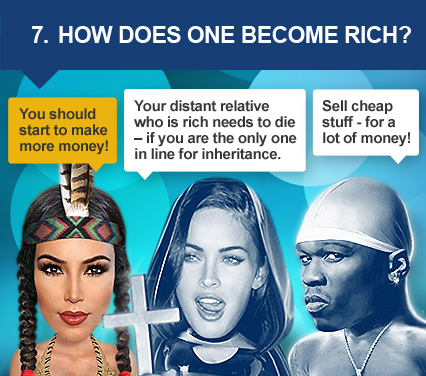 7. HOW DOES ONE BECOME RICH?
You should
start to make
more money!
Your distant relative
who is rich needs to die
– if you are the only one
in line for inheritance.
Sell cheap
stuff - for a
lot of money!